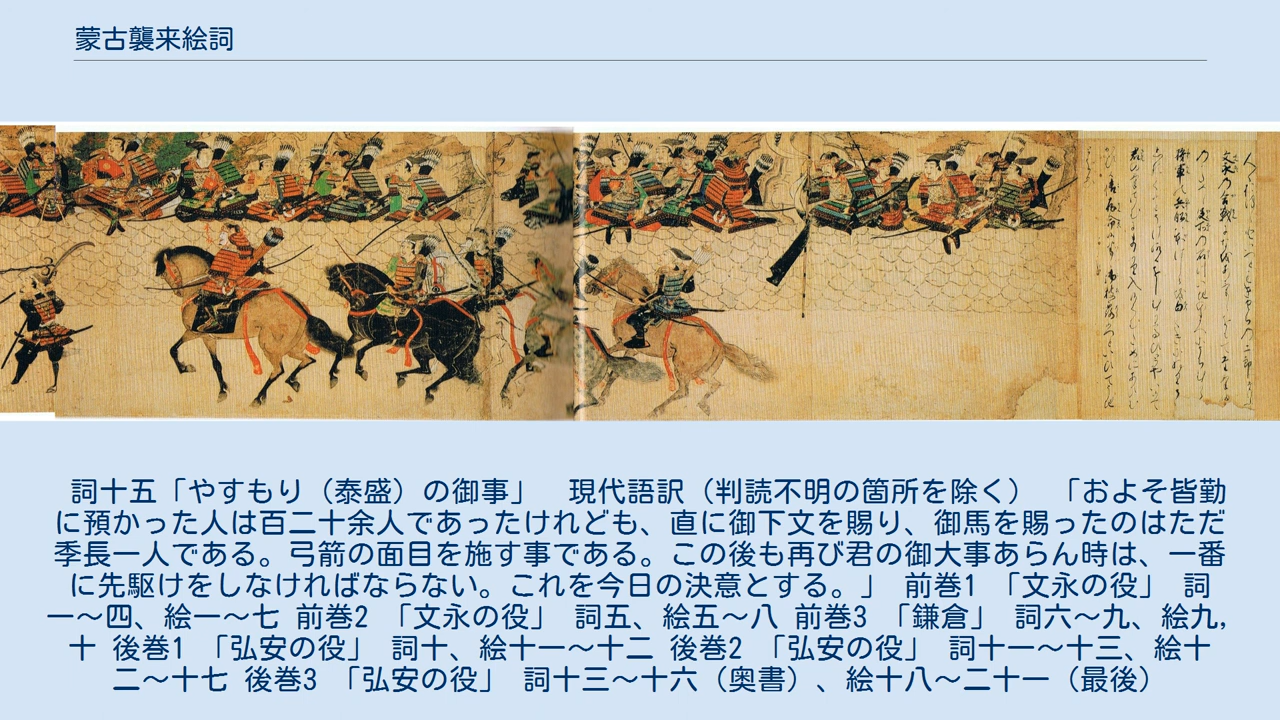 蒙古襲来絵詞
詞十五「やすもり（泰盛）の御事」　現代語訳（判読不明の箇所を除く）　「およそ皆勤
に預かった人は百二十余人であったけれども、直に御下文を賜り、御馬を賜ったのはただ
季長一人である。弓箭の面目を施す事である。この後も再び君の御大事あらん時は、一番
に先駆けをしなければならない。これを今日の決意とする。」 前巻1 「文永の役」 詞
一～四、絵一～七 前巻2 「文永の役」 詞五、絵五～八 前巻3 「鎌倉」 詞六～九、絵九,
十 後巻1 「弘安の役」 詞十、絵十一～十二 後巻2 「弘安の役」 詞十一～十三、絵十
二～十七 後巻3 「弘安の役」 詞十三～十六（奥書）、絵十八～二十一（最後）